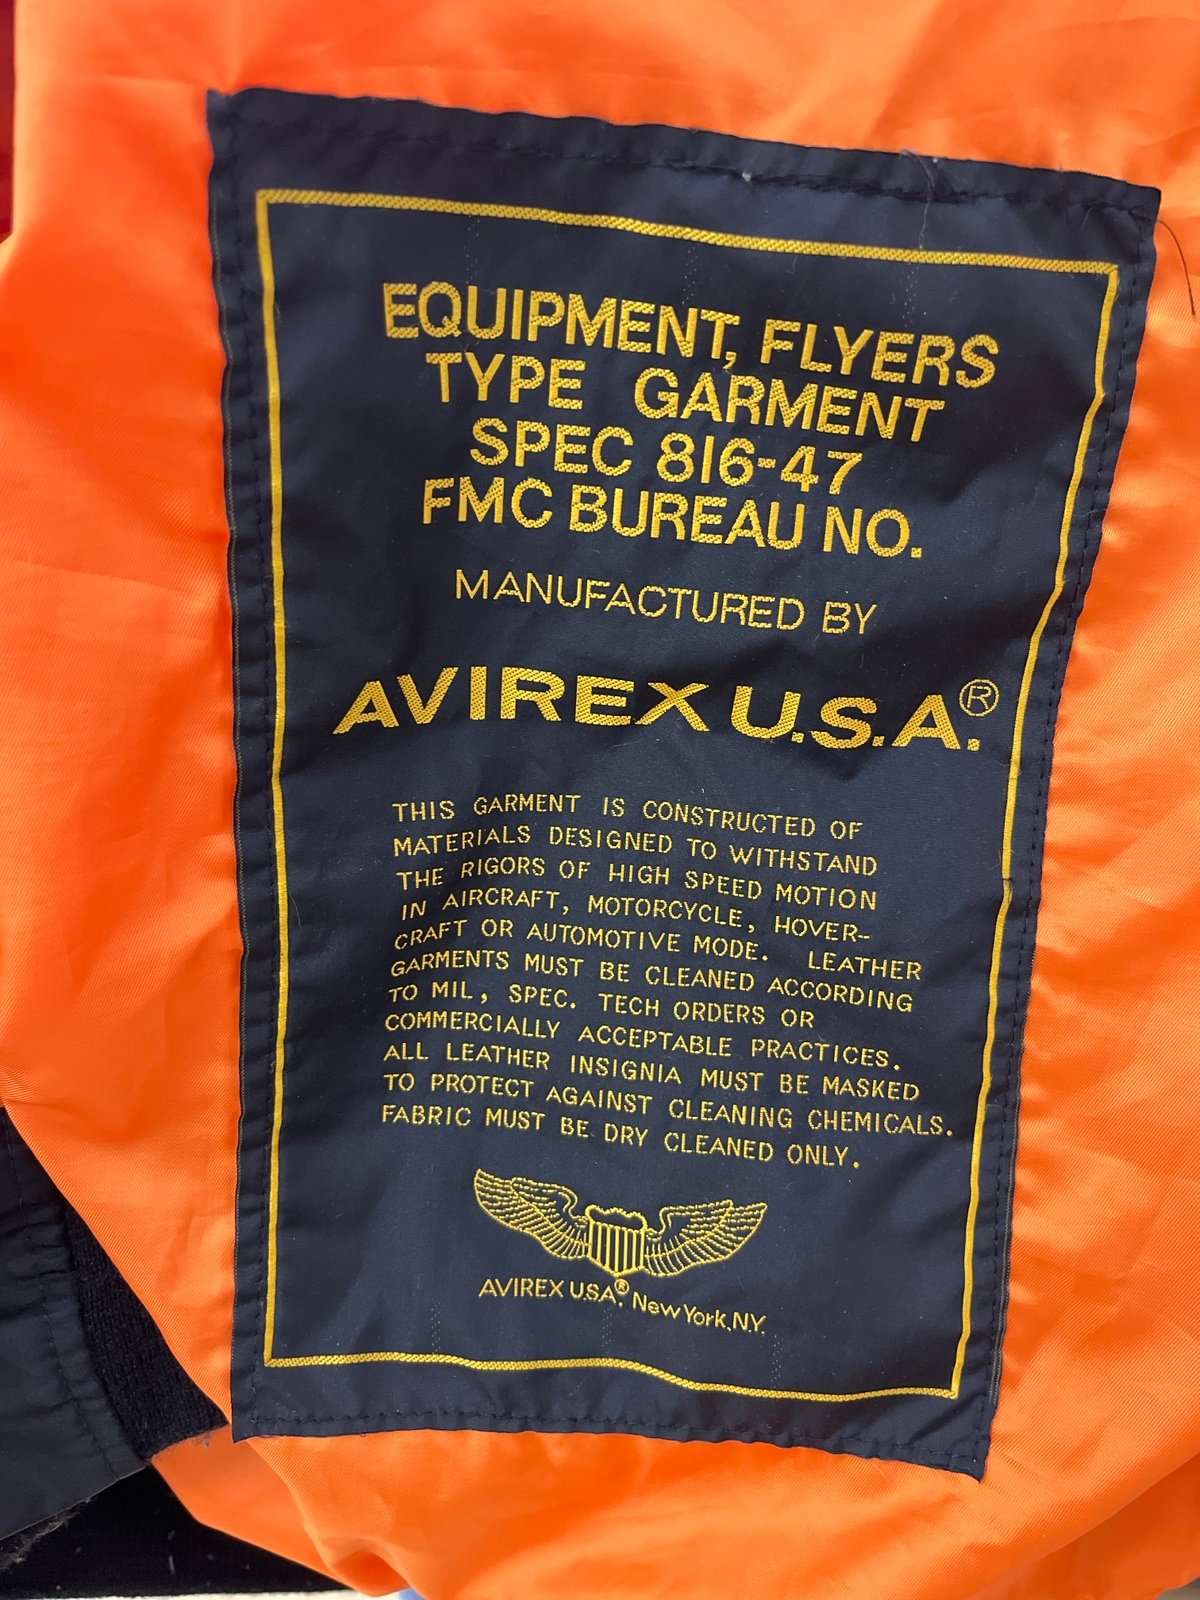 EQUIPMENT, FLYERS
TYPE GARMENT
SPEC 816-47
FMC BUREAU NO.
MANUFACTURED BY
AVIREX U.S.A.®
THIS GARMENT IS CONSTRUCTED OF
MATERIALS DESIGNED TO WITHSTAND
THE RIGORS OF HIGH SPEED MOTION
IN AIRCRAFT, MOTORCYCLE, HOVER-
CRAFT OR AUTOMOTIVE MODE. LEATHER
GARMENTS MUST BE CLEANED ACCORDING
TO MIL, SPEC. TECH ORDERS OR
COMMERCIALLY ACCEPTABLE PRACTICES.
ALL LEATHER INSIGNIA MUST BE MASKED
TO PROTECT AGAINST CLEANING CHEMICALS.
FABRIC MUST BE DRY CLEANED ONLY.
AVIREX U.S.A.® New York, N.Y.